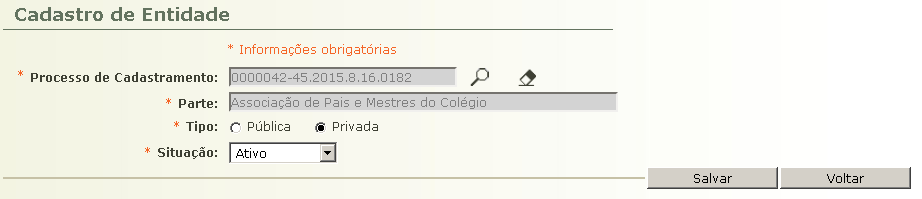 Cadastro de Entidade
* Informações obrigatórias
* Processo de Cadastramento: 0000042-45.2015.8.16.0182
* Parte: Associação de Pais e Mestres do Colégio
* Tipo: Pública Privada
* Situação: Ativo
Salvar Voltar